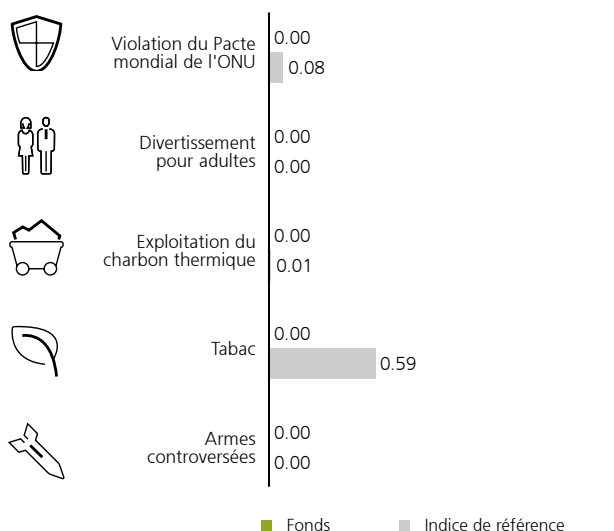 Violation du Pacte
mondial de l'ONU
0.00
0.08
Divertissement
pour adultes
0.00
0.00
Exploitation du
charbon thermique
0.00
0.01
Tabac
0.00
0.59
Armes
controversées
0.00
0.00
Fonds
Indice de référence